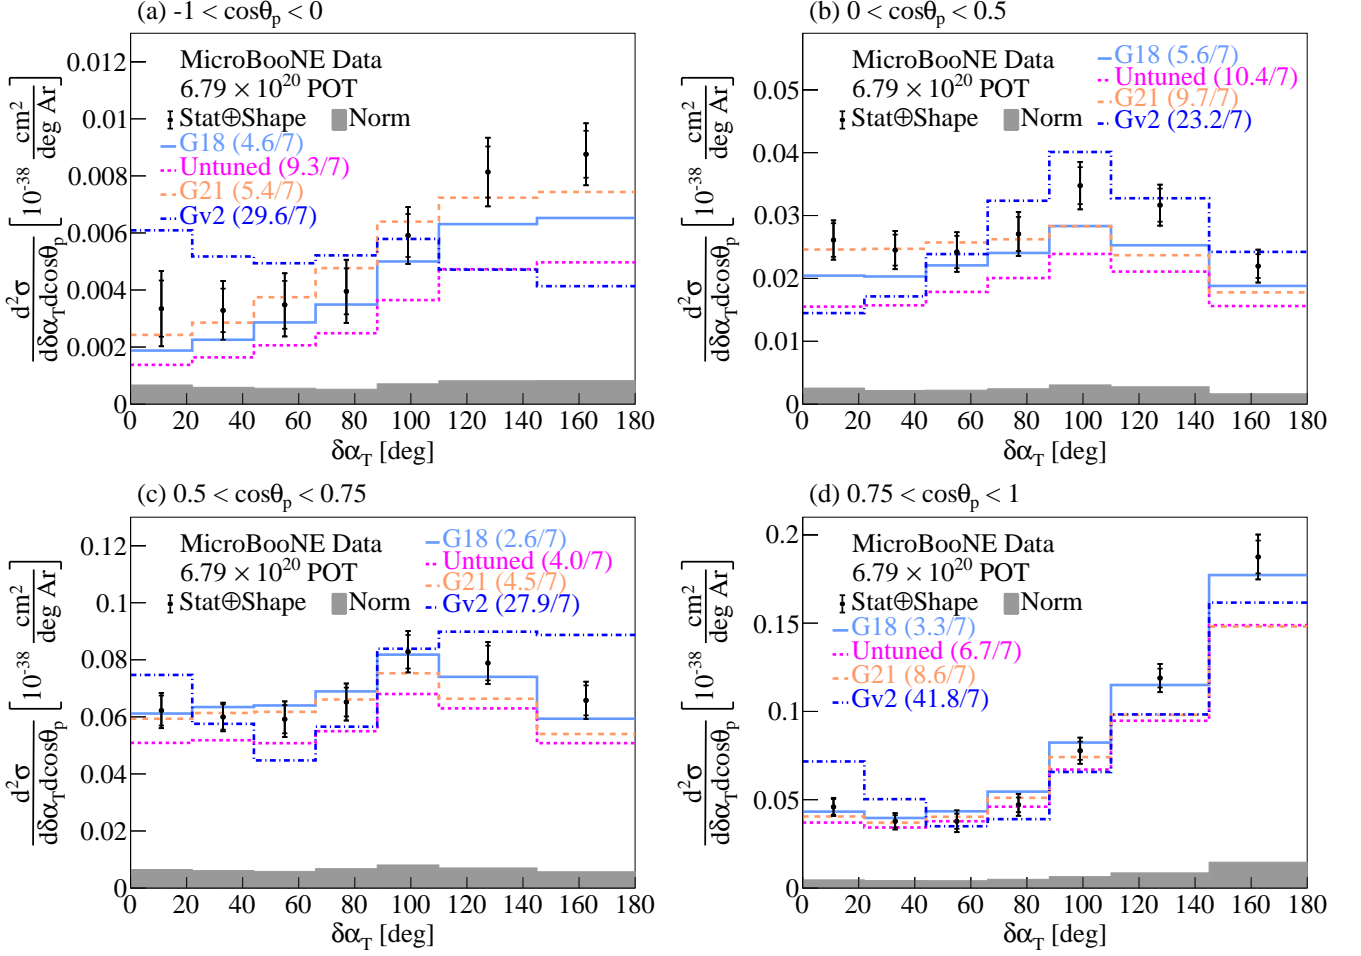 (a) -1 < cosθp < 0
MicroBooNE Data
6.79 × 10^20 POT
Stat⊕Shape
Norm
G18 (4.6/7)
Untuned (9.3/7)
G21 (5.4/7)
Gv2 (29.6/7)
d²σ/dδαTdcosθp [10^-38 cm²/deg Ar]
0.012
0.01
0.008
0.006
0.004
0.002
0
0 20 40 60 80 100 120 140 160 180
δαT [deg]
(b) 0 < cosθp < 0.5
MicroBooNE Data
6.79 × 10^20 POT
Stat⊕Shape
Norm
G18 (5.6/7)
Untuned (10.4/7)
G21 (9.7/7)
Gv2 (23.2/7)
d²σ/dδαTdcosθp [10^-38 cm²/deg Ar]
0.05
0.04
0.03
0.02
0.01
0
0 20 40 60 80 100 120 140 160 180
δαT [deg]
(c) 0.5 < cosθp < 0.75
MicroBooNE Data
6.79 × 10^20 POT
Stat⊕Shape
Norm
G18 (2.6/7)
Untuned (4.0/7)
G21 (4.5/7)
Gv2 (27.9/7)
d²σ/dδαTdcosθp [10^-38 cm²/deg Ar]
0.12
0.1
0.08
0.06
0.04
0.02
0
0 20 40 60 80 100 120 140 160 180
δαT [deg]
(d) 0.75 < cosθp < 1
MicroBooNE Data
6.79 × 10^20 POT
Stat⊕Shape
Norm
G18 (3.3/7)
Untuned (6.7/7)
G21 (8.6/7)
Gv2 (41.8/7)
d²σ/dδαTdcosθp [10^-38 cm²/deg Ar]
0.2
0.15
0.1
0.05
0
0 20 40 60 80 100 120 140 160 180
δαT [deg]